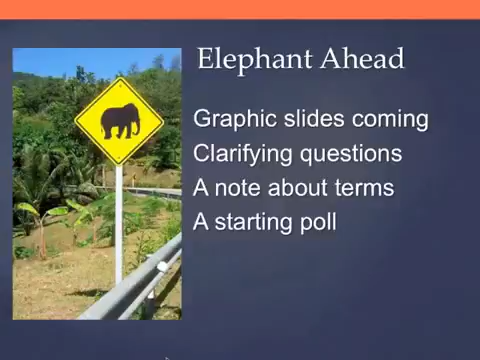 Elephant Ahead
Graphic slides coming
Clarifying questions
A note about terms
A starting poll